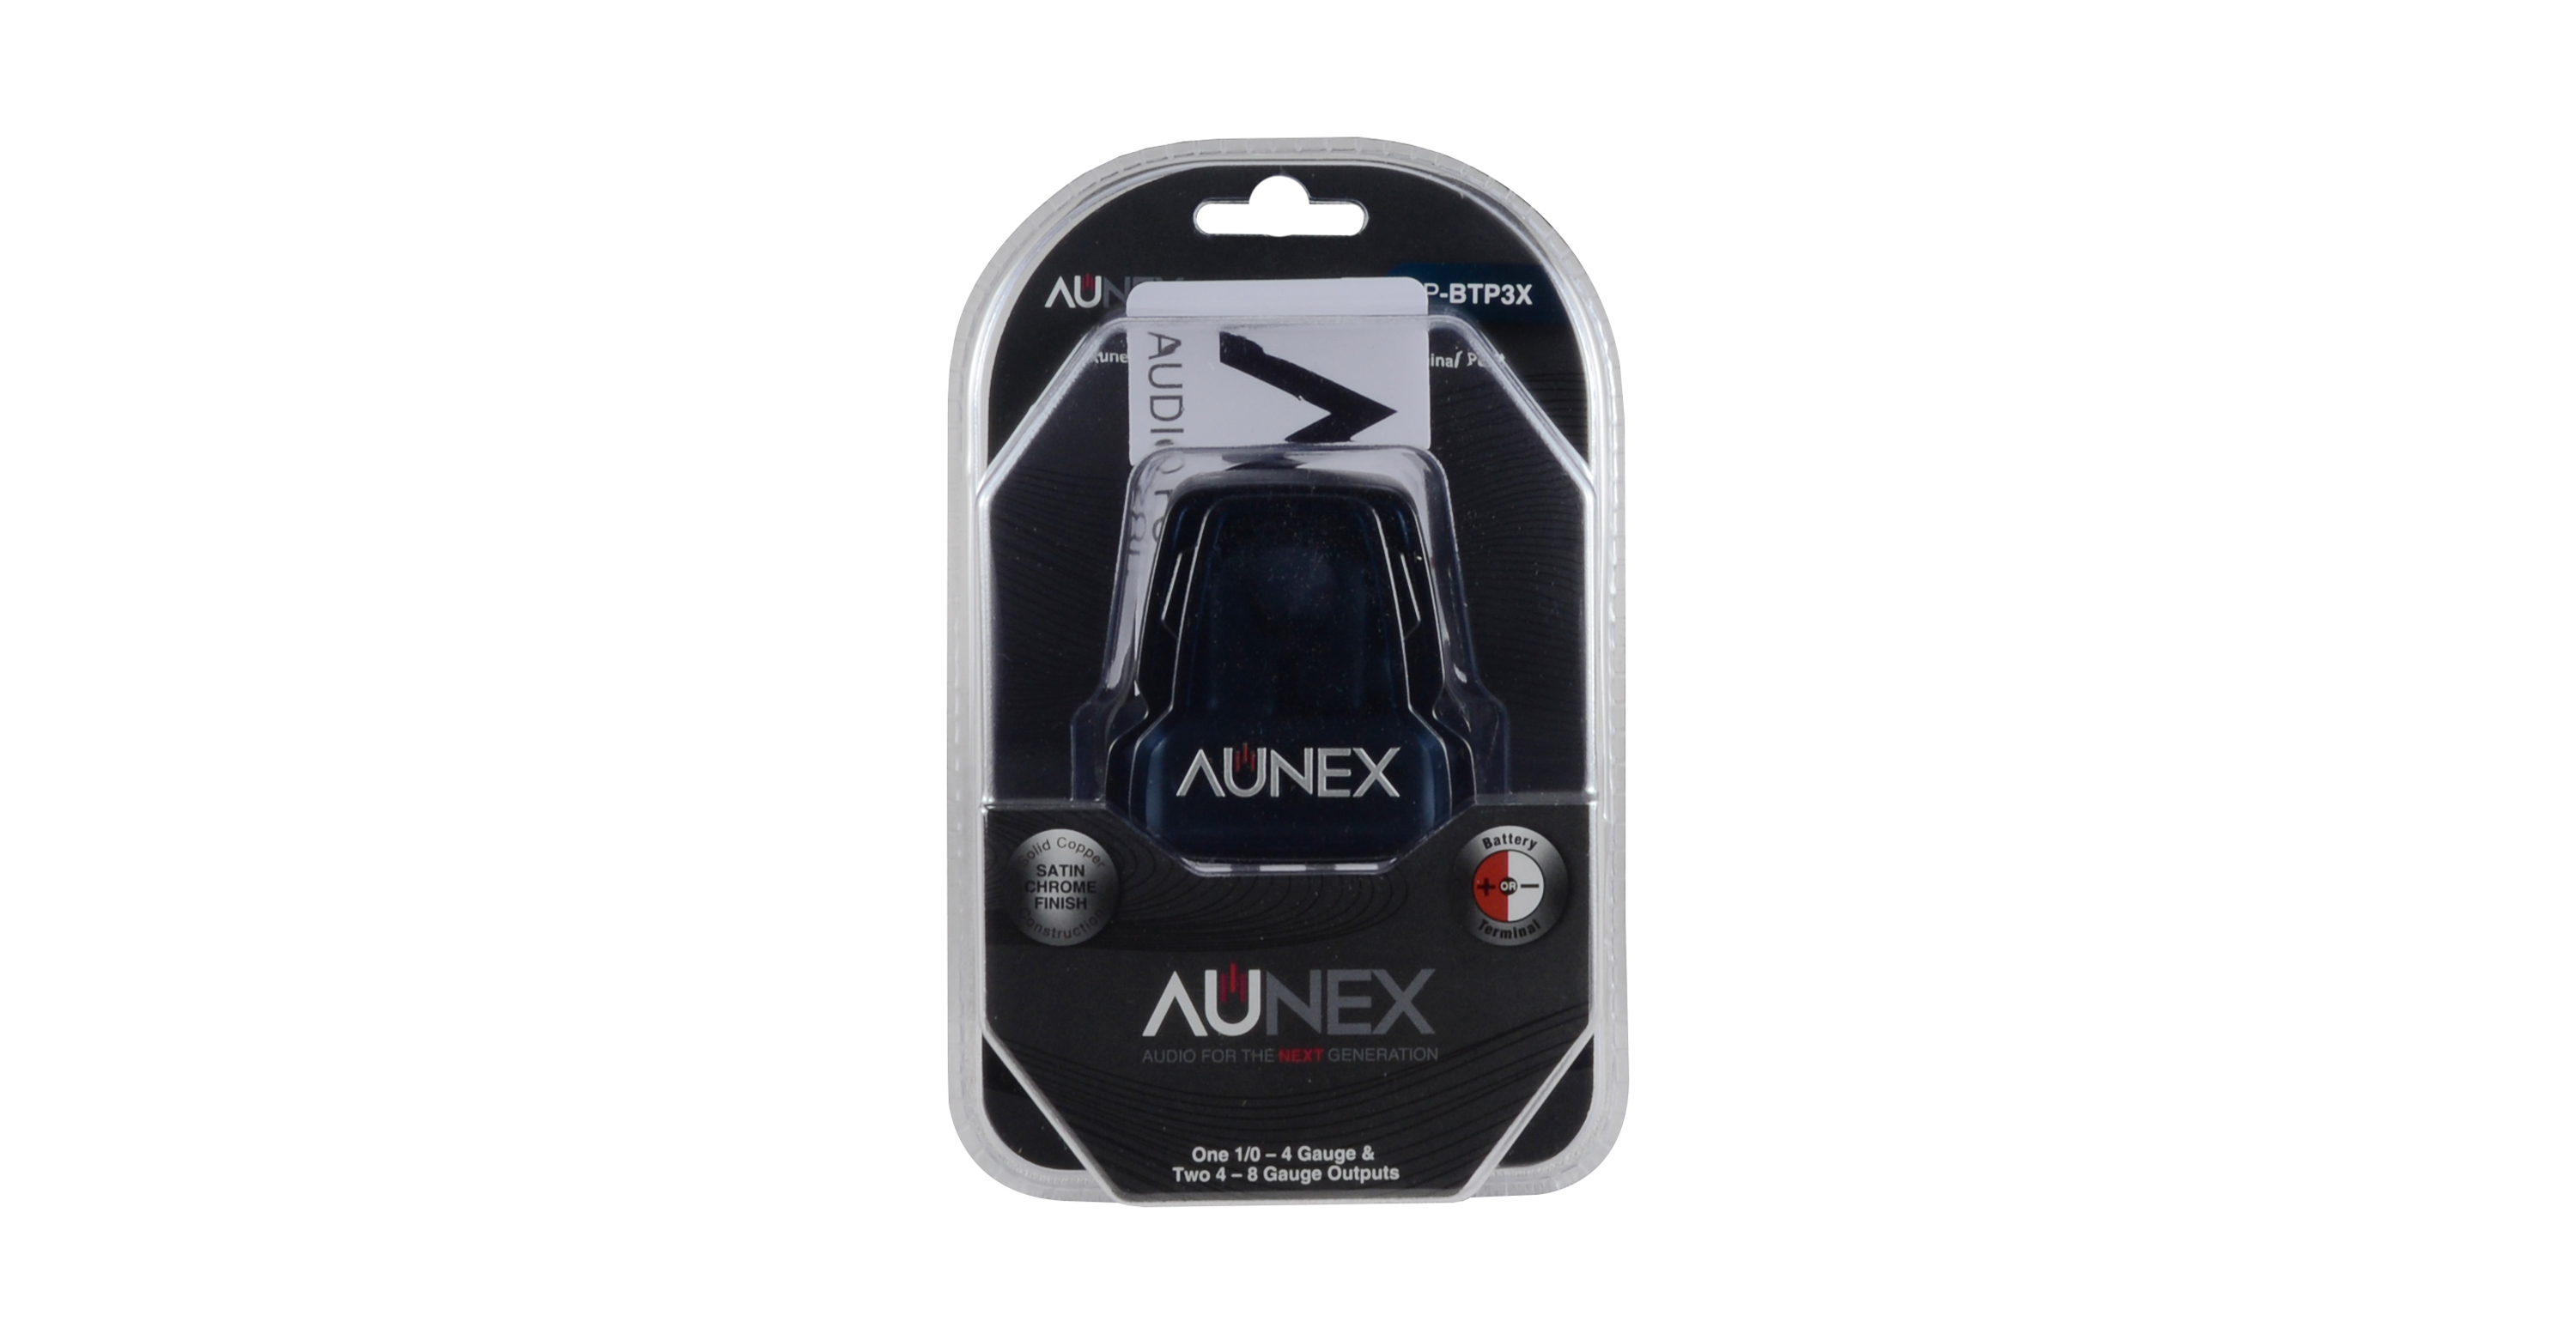 AUNEX
P-BTP3X
AUDIO
AUNEX
Solid Copper
SATIN
CHROME
FINISH
Construction
Battery
+ OR −
Terminal
AUNEX
AUDIO FOR THE NEXT GENERATION
One 1/0 – 4 Gauge &
Two 4 – 8 Gauge Outputs